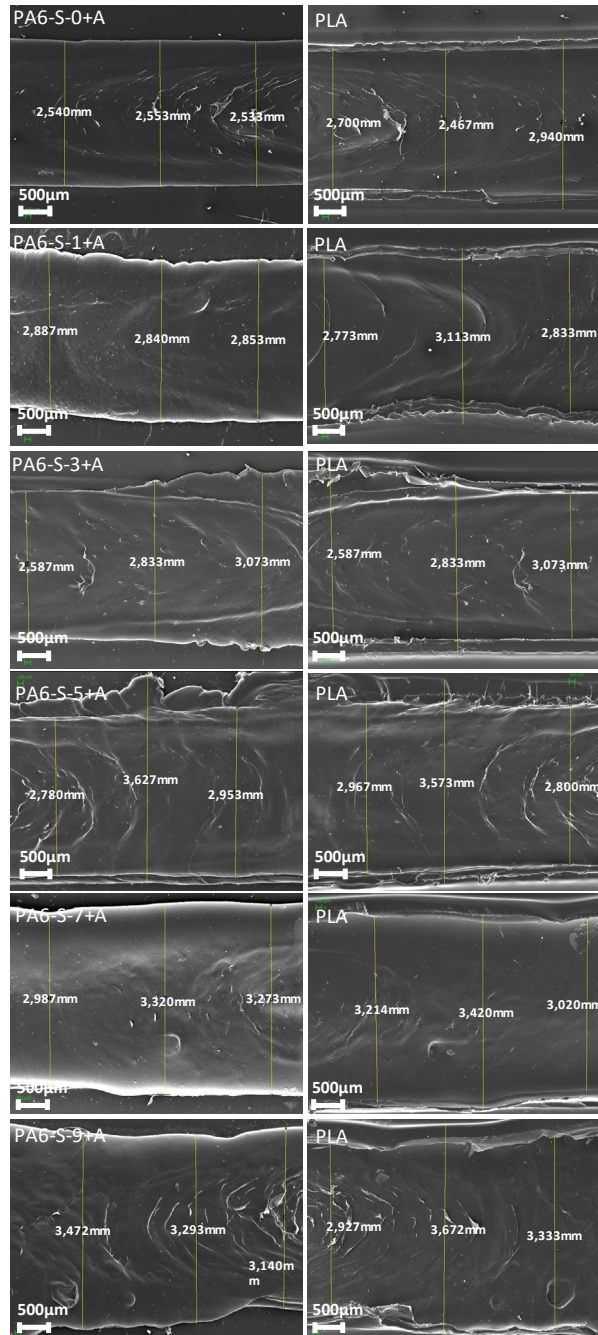 PA6-S-0+A
2,540mm
2,553mm
2,533mm
500µm
PLA
2,700mm
2,467mm
2,940mm
500µm
PA6-S-1+A
2,887mm
2,840mm
2,853mm
500µm
PLA
2,773mm
3,113mm
2,833mm
500µm
PA6-S-3+A
2,587mm
2,833mm
3,073mm
500µm
PLA
2,587mm
2,833mm
3,073mm
500µm
PA6-S-5+A
2,780mm
3,627mm
2,953mm
500µm
PLA
2,967mm
3,573mm
2,800mm
500µm
PA6-S-7+A
2,987mm
3,320mm
3,273mm
500µm
PLA
3,214mm
3,420mm
3,020mm
500µm
PA6-S-9+A
3,472mm
3,293mm
3,140m
m
500µm
PLA
2,927mm
3,672mm
3,333mm
500µm